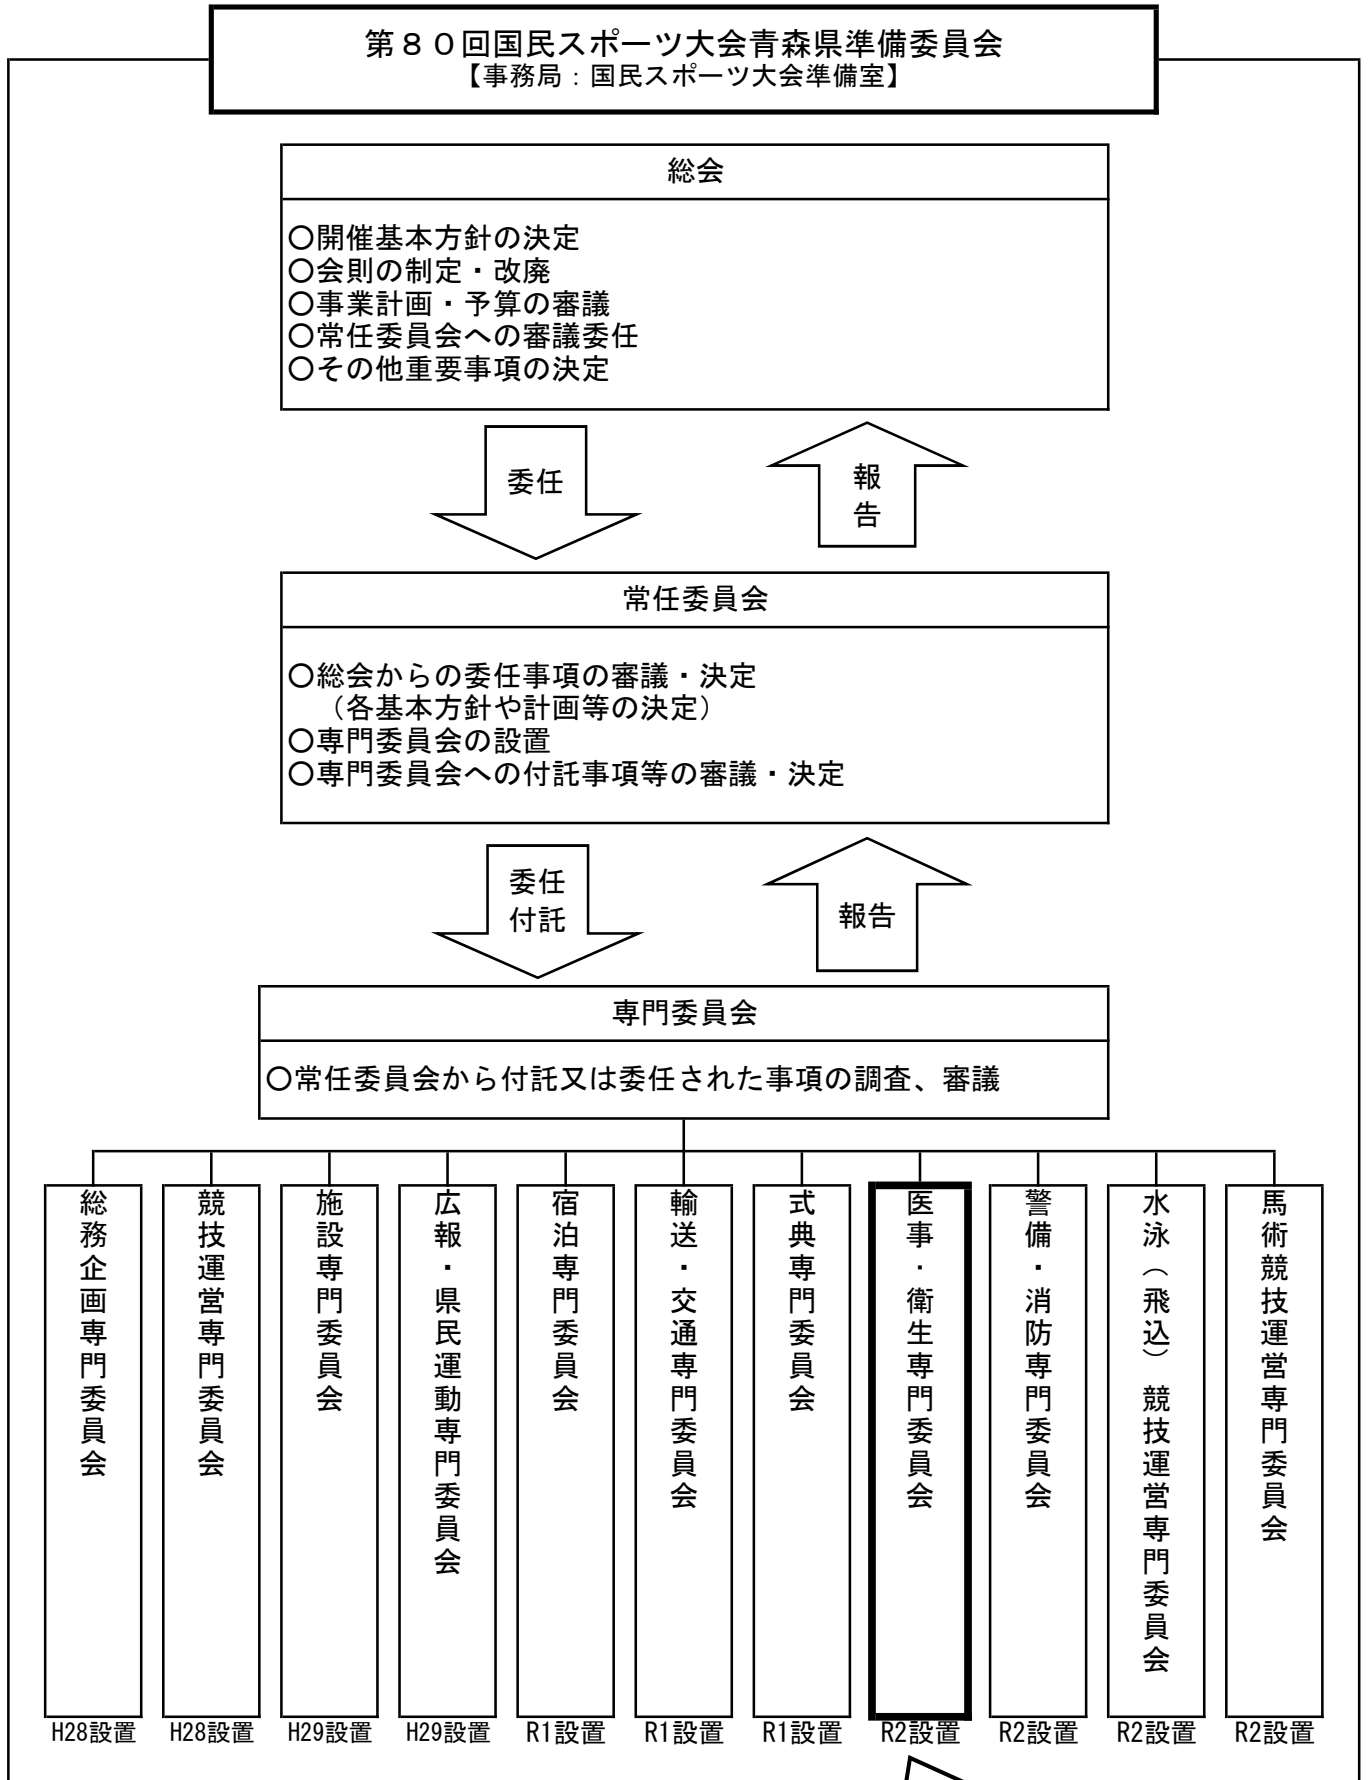 第８０回国民スポーツ大会青森県準備委員会
【事務局：国民スポーツ大会準備室】
総会
○開催基本方針の決定
○会則の制定・改廃
○事業計画・予算の審議
○常任委員会への審議委任
○その他重要事項の決定
委任
報告
常任委員会
○総会からの委任事項の審議・決定
（各基本方針や計画等の決定）
○専門委員会の設置
○専門委員会への付託事項等の審議・決定
委任
付託
報告
専門委員会
○常任委員会から付託又は委任された事項の調査、審議
総務企画専門委員会
競技運営専門委員会
施設専門委員会
広報・県民運動専門委員会
宿泊専門委員会
輸送・交通専門委員会
式典専門委員会
医事・衛生専門委員会
警備・消防専門委員会
水泳（飛込）競技運営専門委員会
馬術競技運営専門委員会
H28設置
H28設置
H29設置
H29設置
R1設置
R1設置
R1設置
R2設置
R2設置
R2設置
R2設置